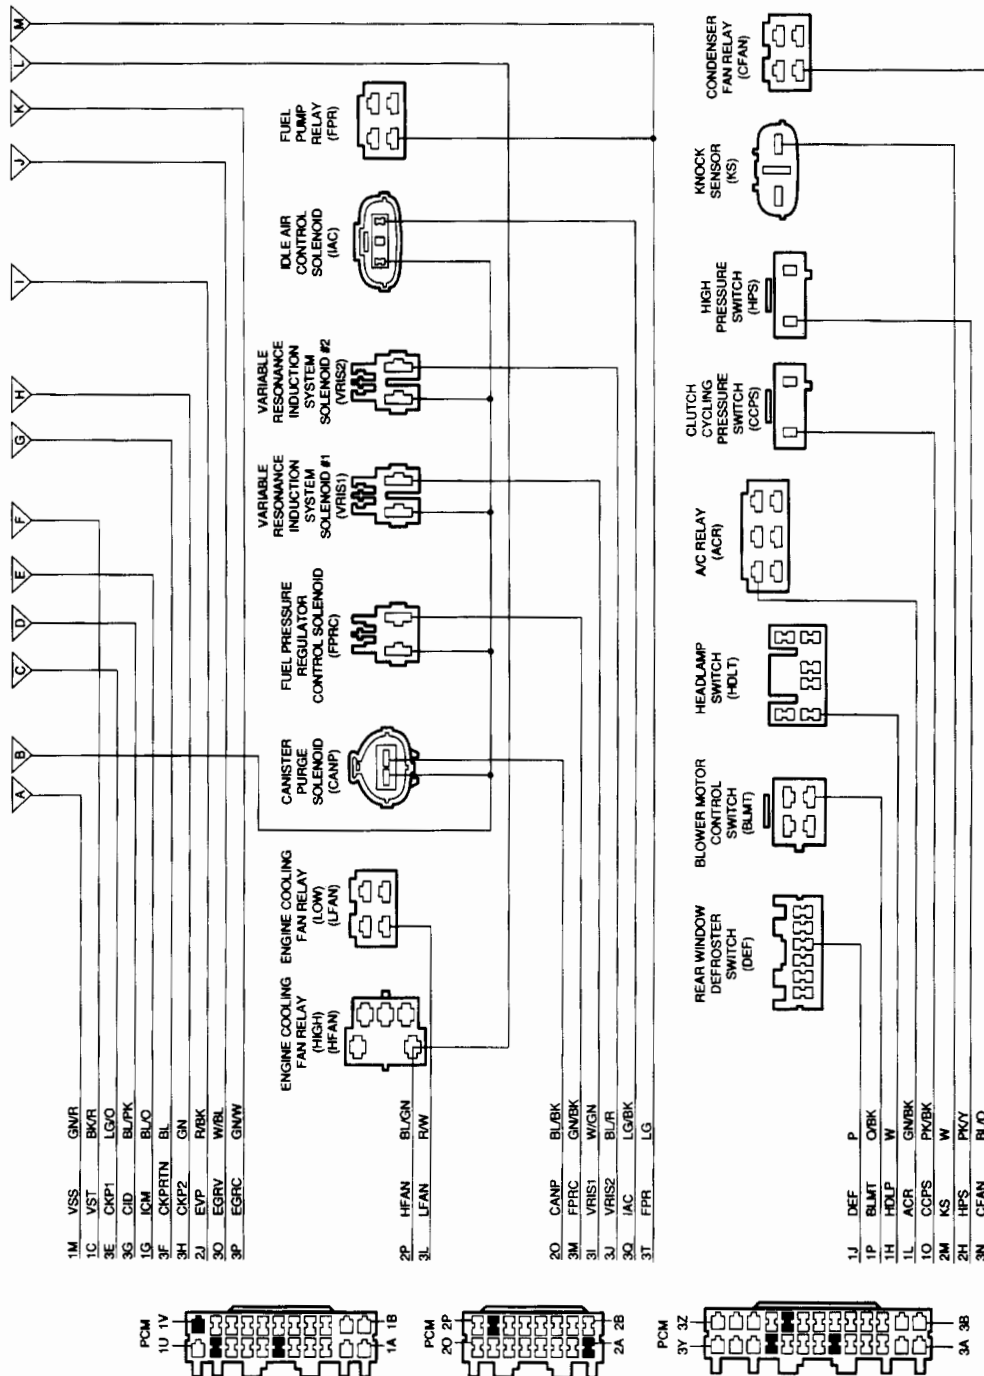 M
L
K
J
I
H
G
F
E
D
C
B
A
FUEL
PUMP
RELAY
(FPR)
IDLE AIR
CONTROL
SOLENOID
(IAC)
VARIABLE
RESONANCE
INDUCTION
SYSTEM
SOLENOID #2
(VRIS2)
VARIABLE
RESONANCE
INDUCTION
SYSTEM
SOLENOID #1
(VRIS1)
FUEL PRESSURE
REGULATOR
CONTROL SOLENOID
(FPRC)
CANISTER
PURGE
SOLENOID
(CANP)
ENGINE COOLING
FAN RELAY
(LOW)
(LFAN)
ENGINE COOLING
FAN RELAY
(HIGH)
(HFAN)
CONDENSER
FAN RELAY
(CFAN)
KNOCK
SENSOR
(KS)
HIGH
PRESSURE
SWITCH
(HPS)
CLUTCH
CYCLING
PRESSURE
SWITCH
(CCPS)
A/C RELAY
(ACR)
HEADLAMP
SWITCH
(HDLT)
BLOWER MOTOR
CONTROL
SWITCH
(BLMT)
REAR WINDOW
DEFROSTER
SWITCH
(DEF)
1M VSS GN/R
1C VST BK/R
3E CKP1 LG/O
3G CID BL/PK
1G ICM BL/O
3F CKPRTN BL
3H CKP2 GN
2J EVP R/BK
3O EGRV W/BL
3P EGRC GN/W
2P HFAN BL/GN
3L LFAN R/W
2O CANP BL/BK
3M FPRC GN/BK
3I VRIS1 W/GN
3J VRIS2 BL/R
3Q IAC LG/BK
3T FPR LG
1J DEF P
1P BLMT O/BK
1H HDLP W
1L ACR GN/BK
1O CCPS PK/BK
2M KS W
2H HPS PK/Y
3N CFAN BL/O
PCM
1U 1V
1A 1B
PCM
2O 2P
2A 2B
PCM
3Y 3Z
3A 3B